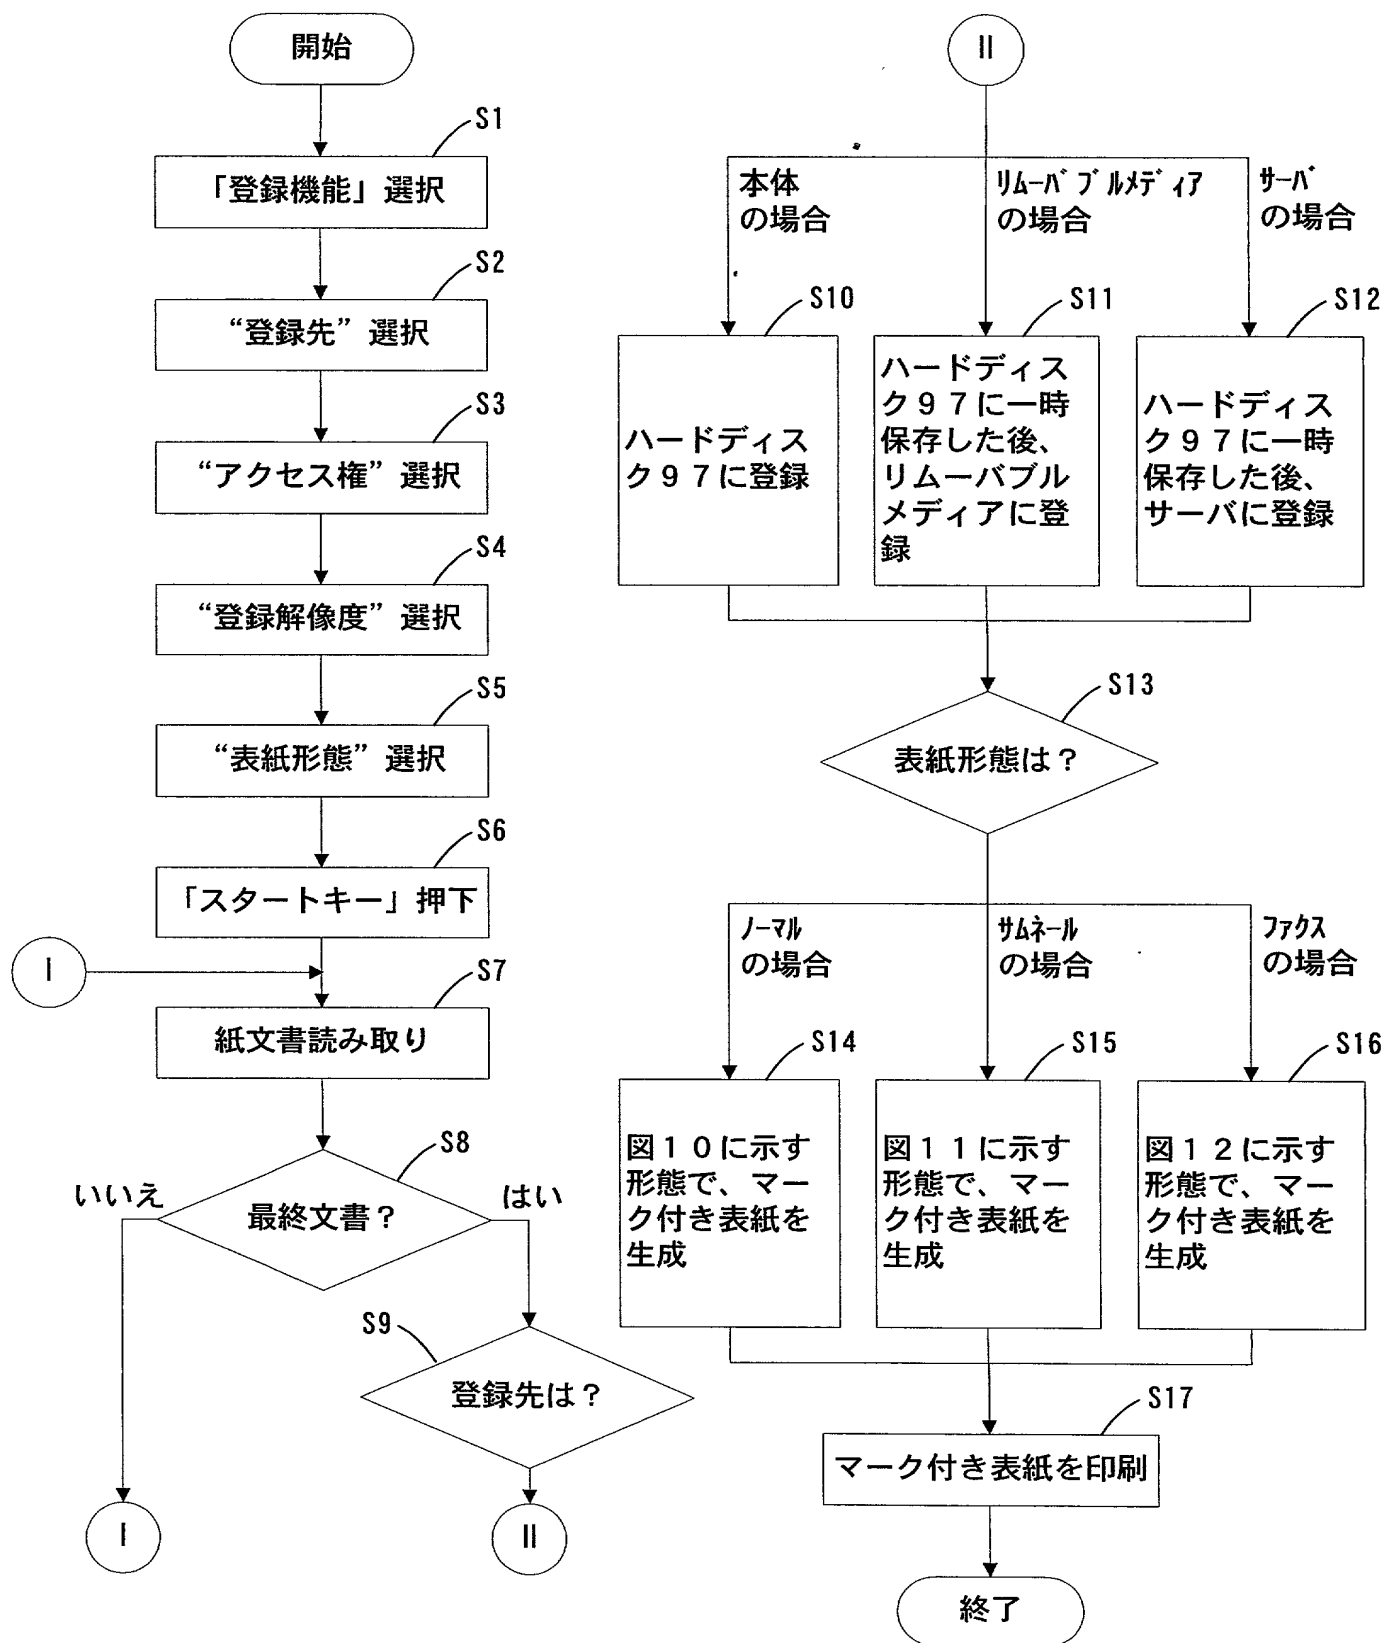 開始
S1
「登録機能」選択
S2
“登録先”選択
S3
“アクセス権”選択
S4
“登録解像度”選択
S5
“表紙形態”選択
S6
「スタートキー」押下
I
S7
紙文書読み取り
S8
最終文書？
いいえ
はい
S9
登録先は？
I
II
II
本体
の場合
ﾘﾑｰﾊﾞﾌﾞﾙﾒﾃﾞｨｱ
の場合
ｻｰﾊﾞ
の場合
S10
ハードディス
ク９７に登録
S11
ハードディス
ク９７に一時
保存した後、
リムーバブル
メディアに登
録
S12
ハードディス
ク９７に一時
保存した後、
サーバに登録
S13
表紙形態は？
ﾉｰﾏﾙ
の場合
ｻﾑﾈｰﾙ
の場合
ﾌｧｸｽ
の場合
S14
図１０に示す
形態で、マー
ク付き表紙を
生成
S15
図１１に示す
形態で、マー
ク付き表紙を
生成
S16
図１２に示す
形態で、マー
ク付き表紙を
生成
S17
マーク付き表紙を印刷
終了